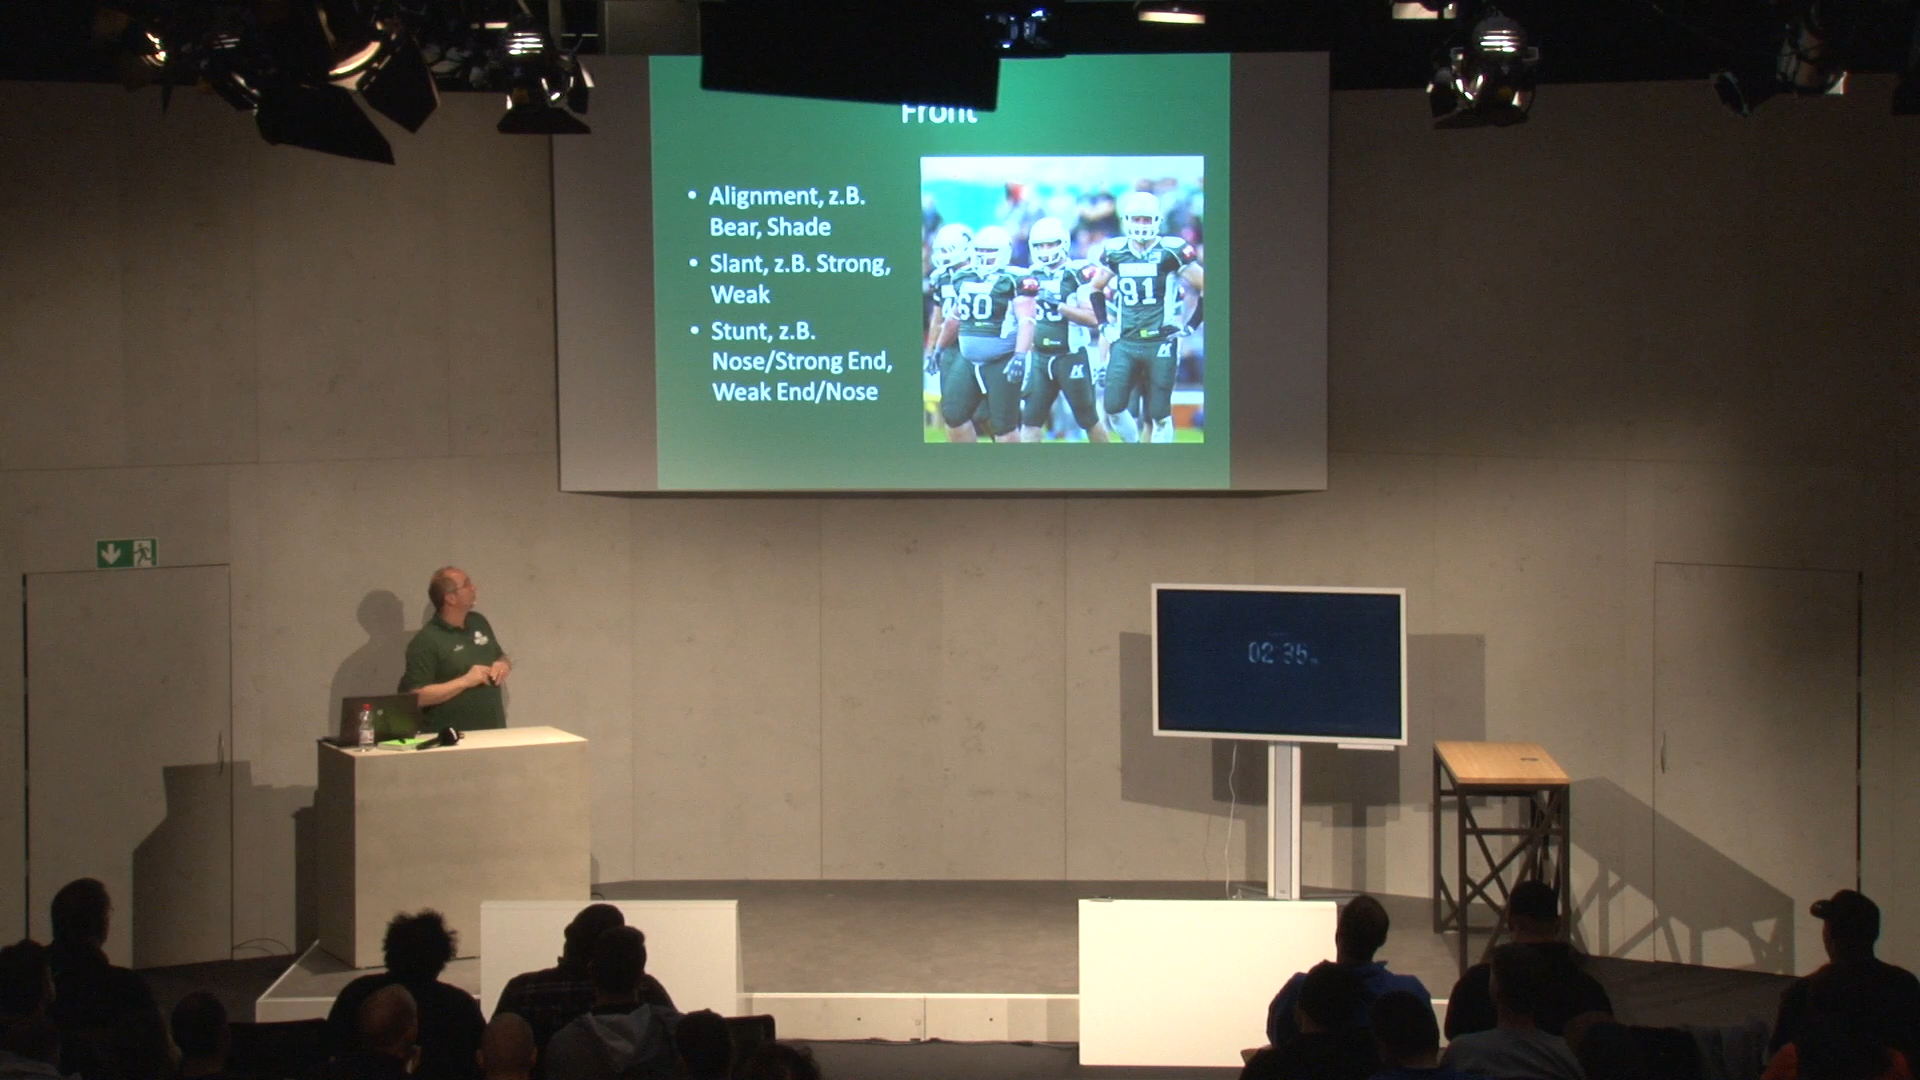 Front
• Alignment, z.B.
Bear, Shade
• Slant, z.B. Strong,
Weak
• Stunt, z.B.
Nose/Strong End,
Weak End/Nose
60
91
02 35